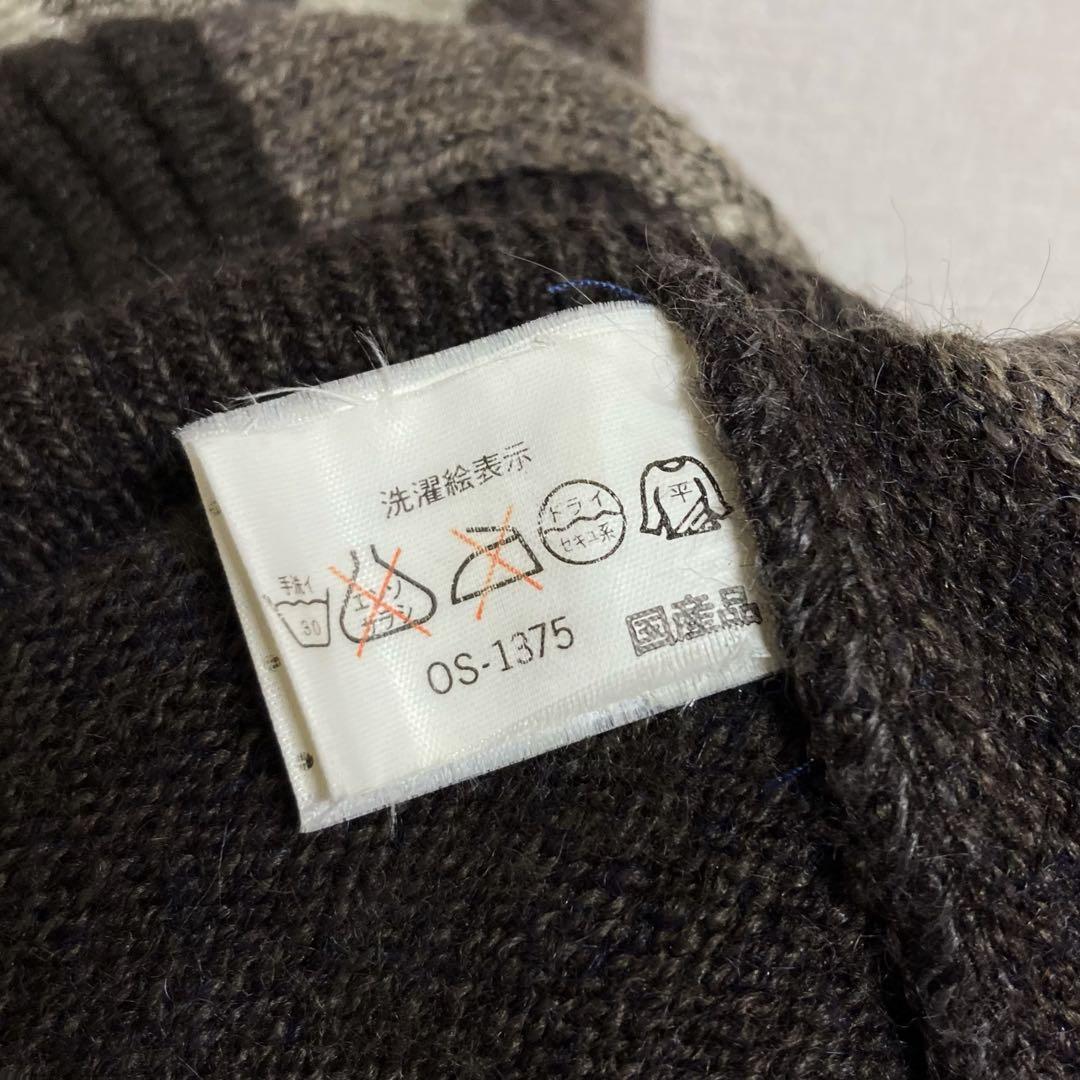 洗濯絵表示
手洗イ
30
エンソ
サラシ
ドライ
セキユ系
平
OS-1375
国産品